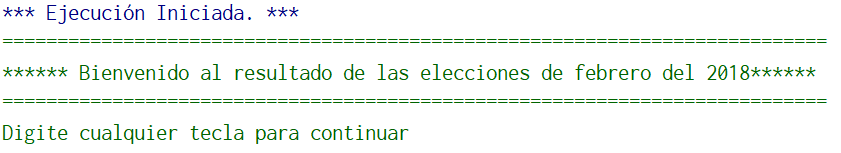 *** Ejecución Iniciada. ***
===========================================================================
****** Bienvenido al resultado de las elecciones de febrero del 2018******
===========================================================================
Digite cualquier tecla para continuar